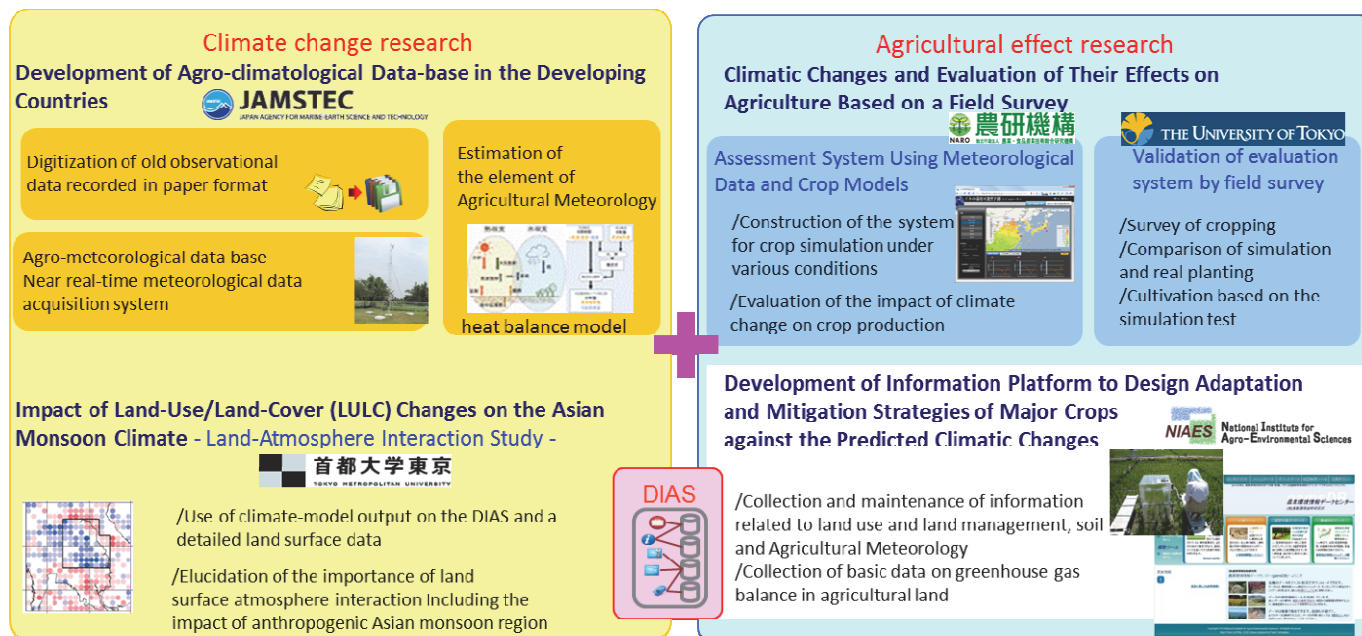 Climate change research
Development of Agro-climatological Data-base in the Developing
Countries
JAMSTEC
JAPAN AGENCY FOR MARINE-EARTH SCIENCE AND TECHNOLOGY
Digitization of old observational
data recorded in paper format
Estimation of
the element of
Agricultural Meteorology
熱収支
水収支
heat balance model
Agro-meteorological data base
Near real-time meteorological data
acquisition system
Impact of Land-Use/Land-Cover (LULC) Changes on the Asian
Monsoon Climate - Land-Atmosphere Interaction Study -
首都大学東京
TOKYO METROPOLITAN UNIVERSITY
/Use of climate-model output on the DIAS and a
detailed land surface data
/Elucidation of the importance of land
surface atmosphere interaction Including the
impact of anthropogenic Asian monsoon region
DIAS
Agricultural effect research
Climatic Changes and Evaluation of Their Effects on
Agriculture Based on a Field Survey
NARO
農研機構
Assessment System Using Meteorological
Data and Crop Models
/Construction of the system
for crop simulation under
various conditions
/Evaluation of the impact of climate
change on crop production
THE UNIVERSITY OF TOKYO
Validation of evaluation
system by field survey
/Survey of cropping
/Comparison of simulation
and real planting
/Cultivation based on the
simulation test
Development of Information Platform to Design Adaptation
and Mitigation Strategies of Major Crops
against the Predicted Climatic Changes
NIAES
National Institute for
Agro-Environmental Sciences
/Collection and maintenance of information
related to land use and land management, soil
and Agricultural Meteorology
/Collection of basic data on greenhouse gas
balance in agricultural land